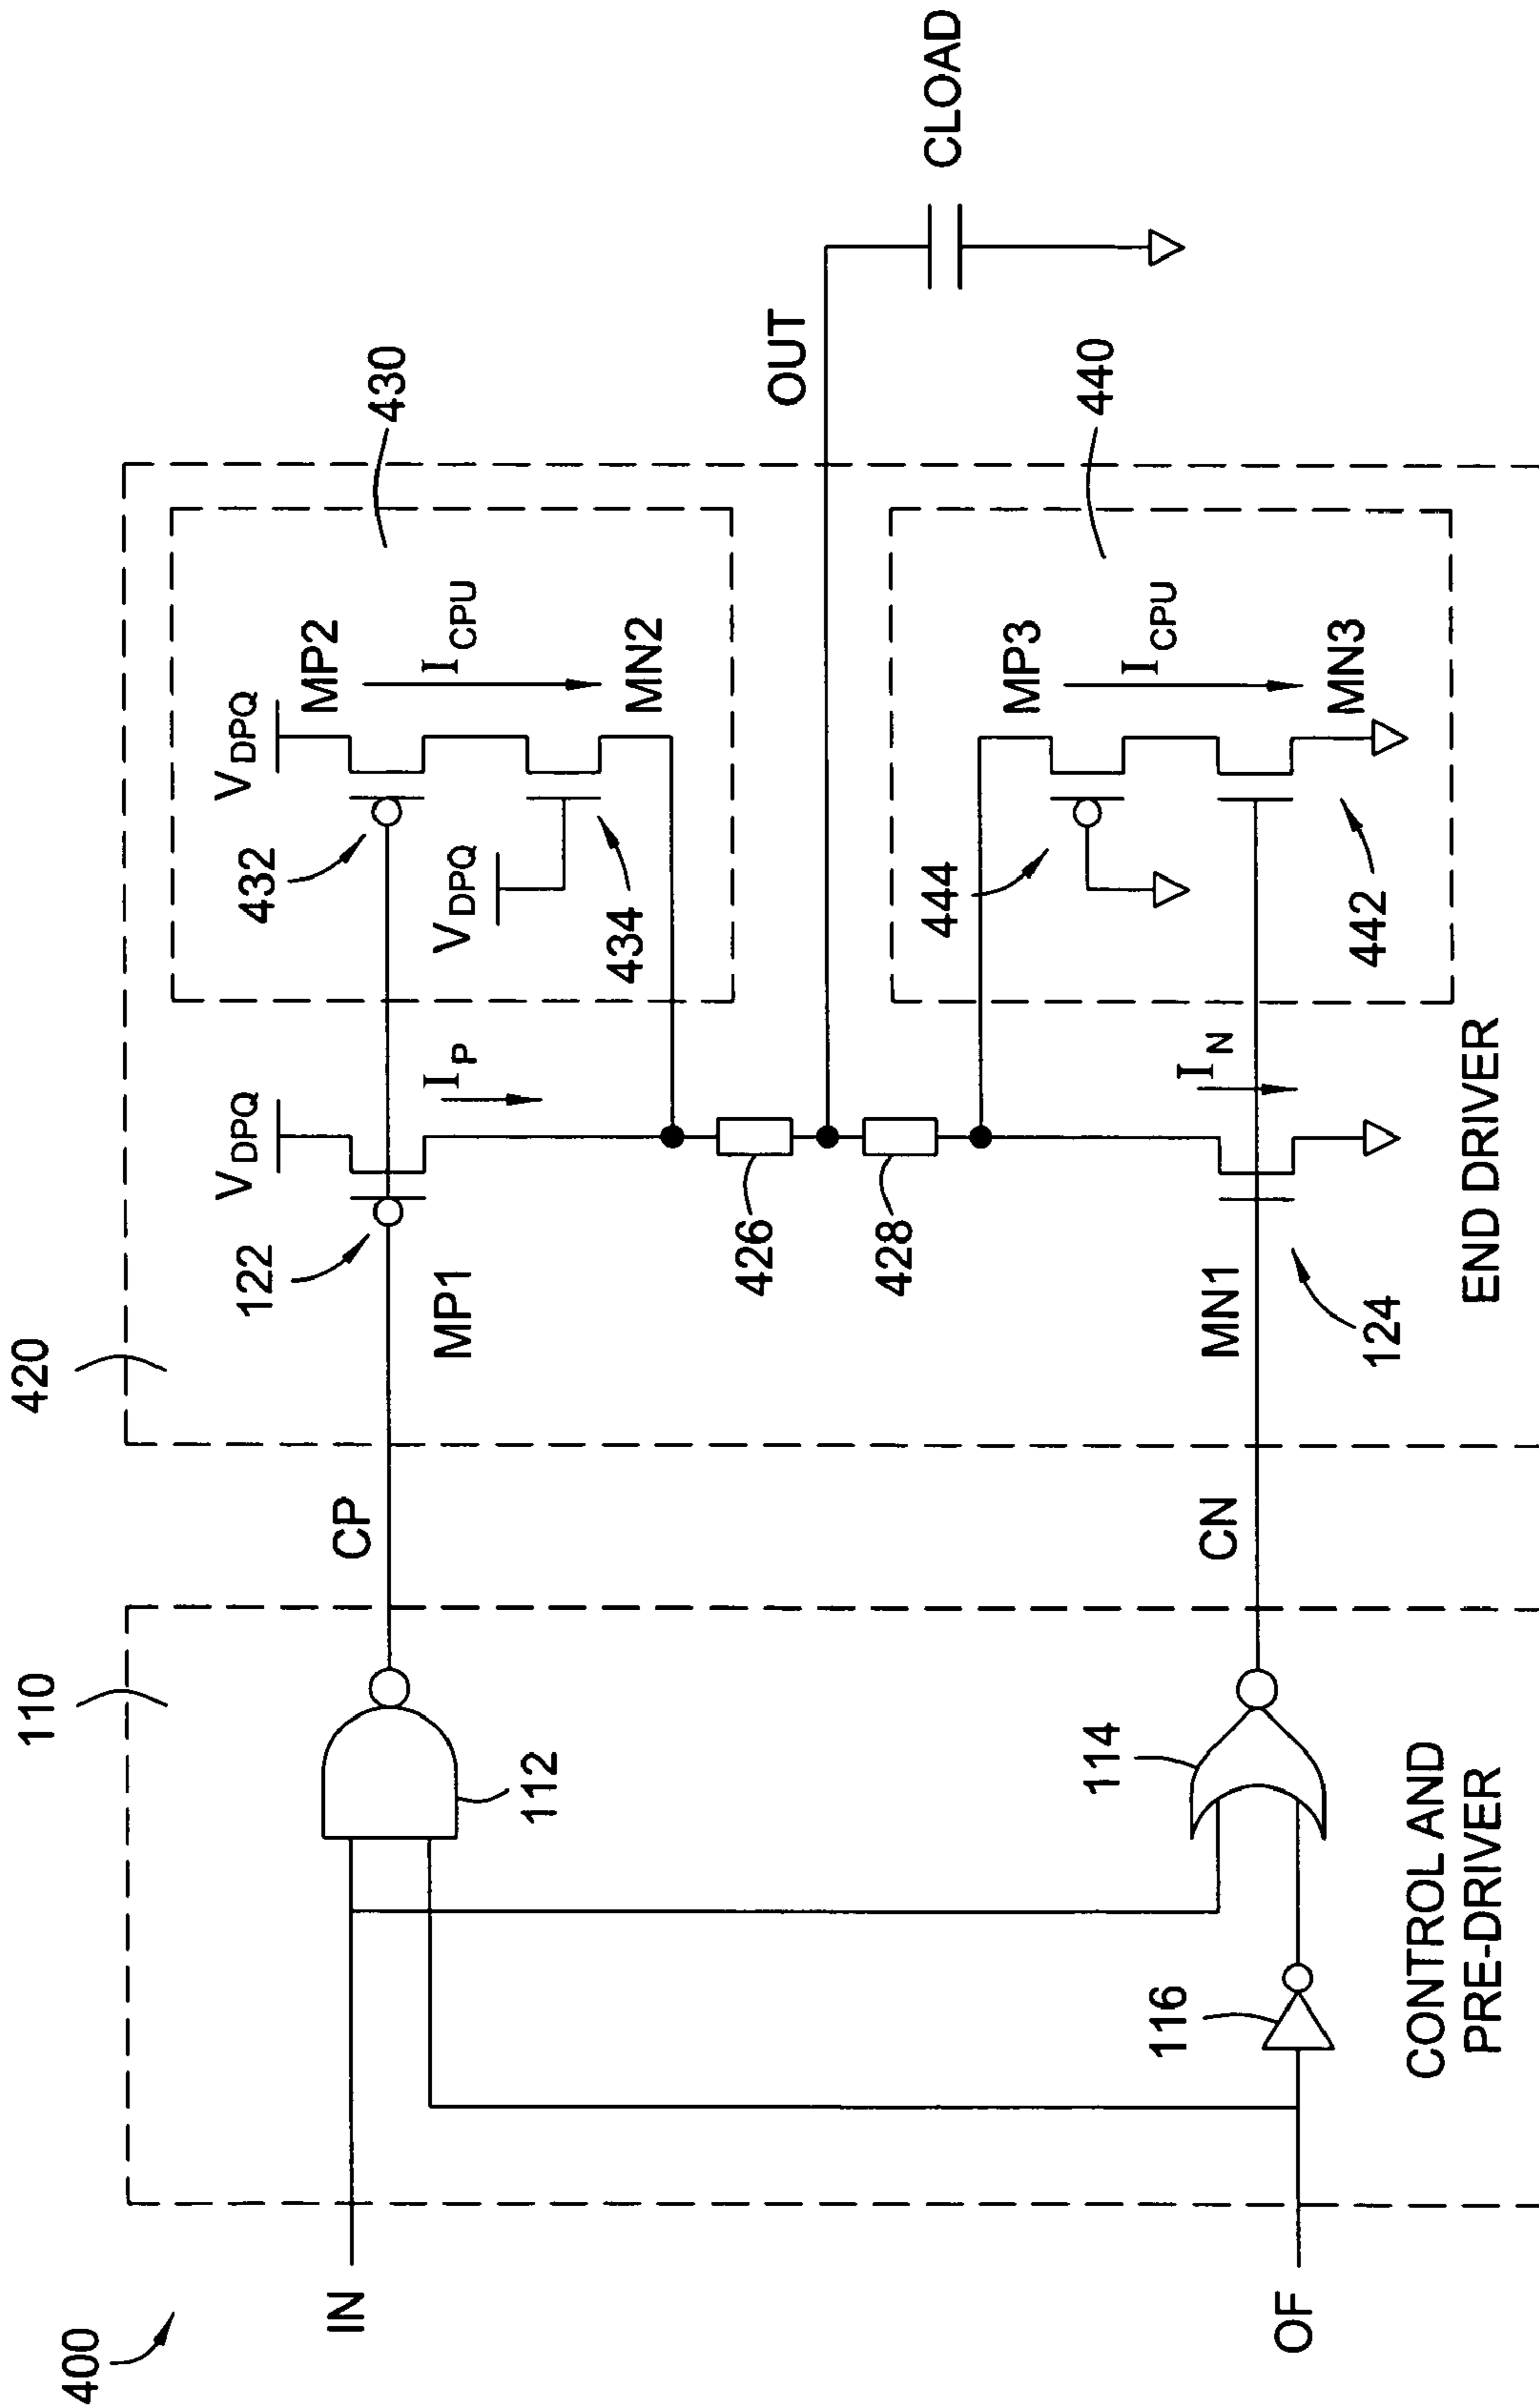 400
IN
OF
110
112
114
116
CONTROL AND
PRE-DRIVER
CP
CN
420
122
MP1
VDPQ
IP
432
VDPQ
MP2
ICPU
VDPQ
434
MN2
430
426
428
OUT
CLOAD
MN1
124
IN
444
MP3
ICPU
MN3
442
440
END DRIVER